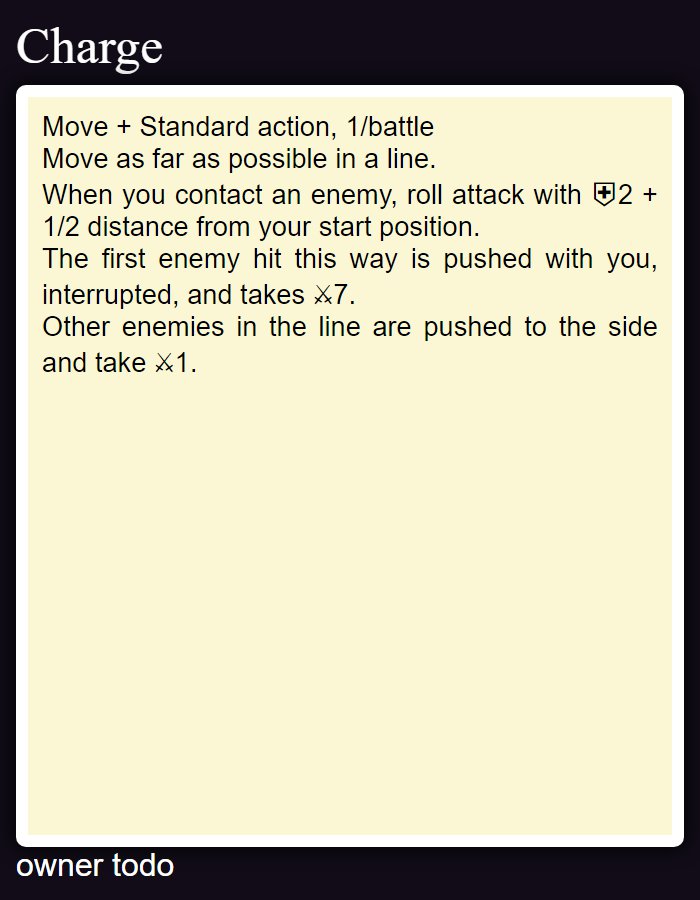 Charge
Move + Standard action, 1/battle
Move as far as possible in a line.
When you contact an enemy, roll attack with ⛨2 +
1/2 distance from your start position.
The first enemy hit this way is pushed with you,
interrupted, and takes ⚔7.
Other enemies in the line are pushed to the side
and take ⚔1.
owner todo